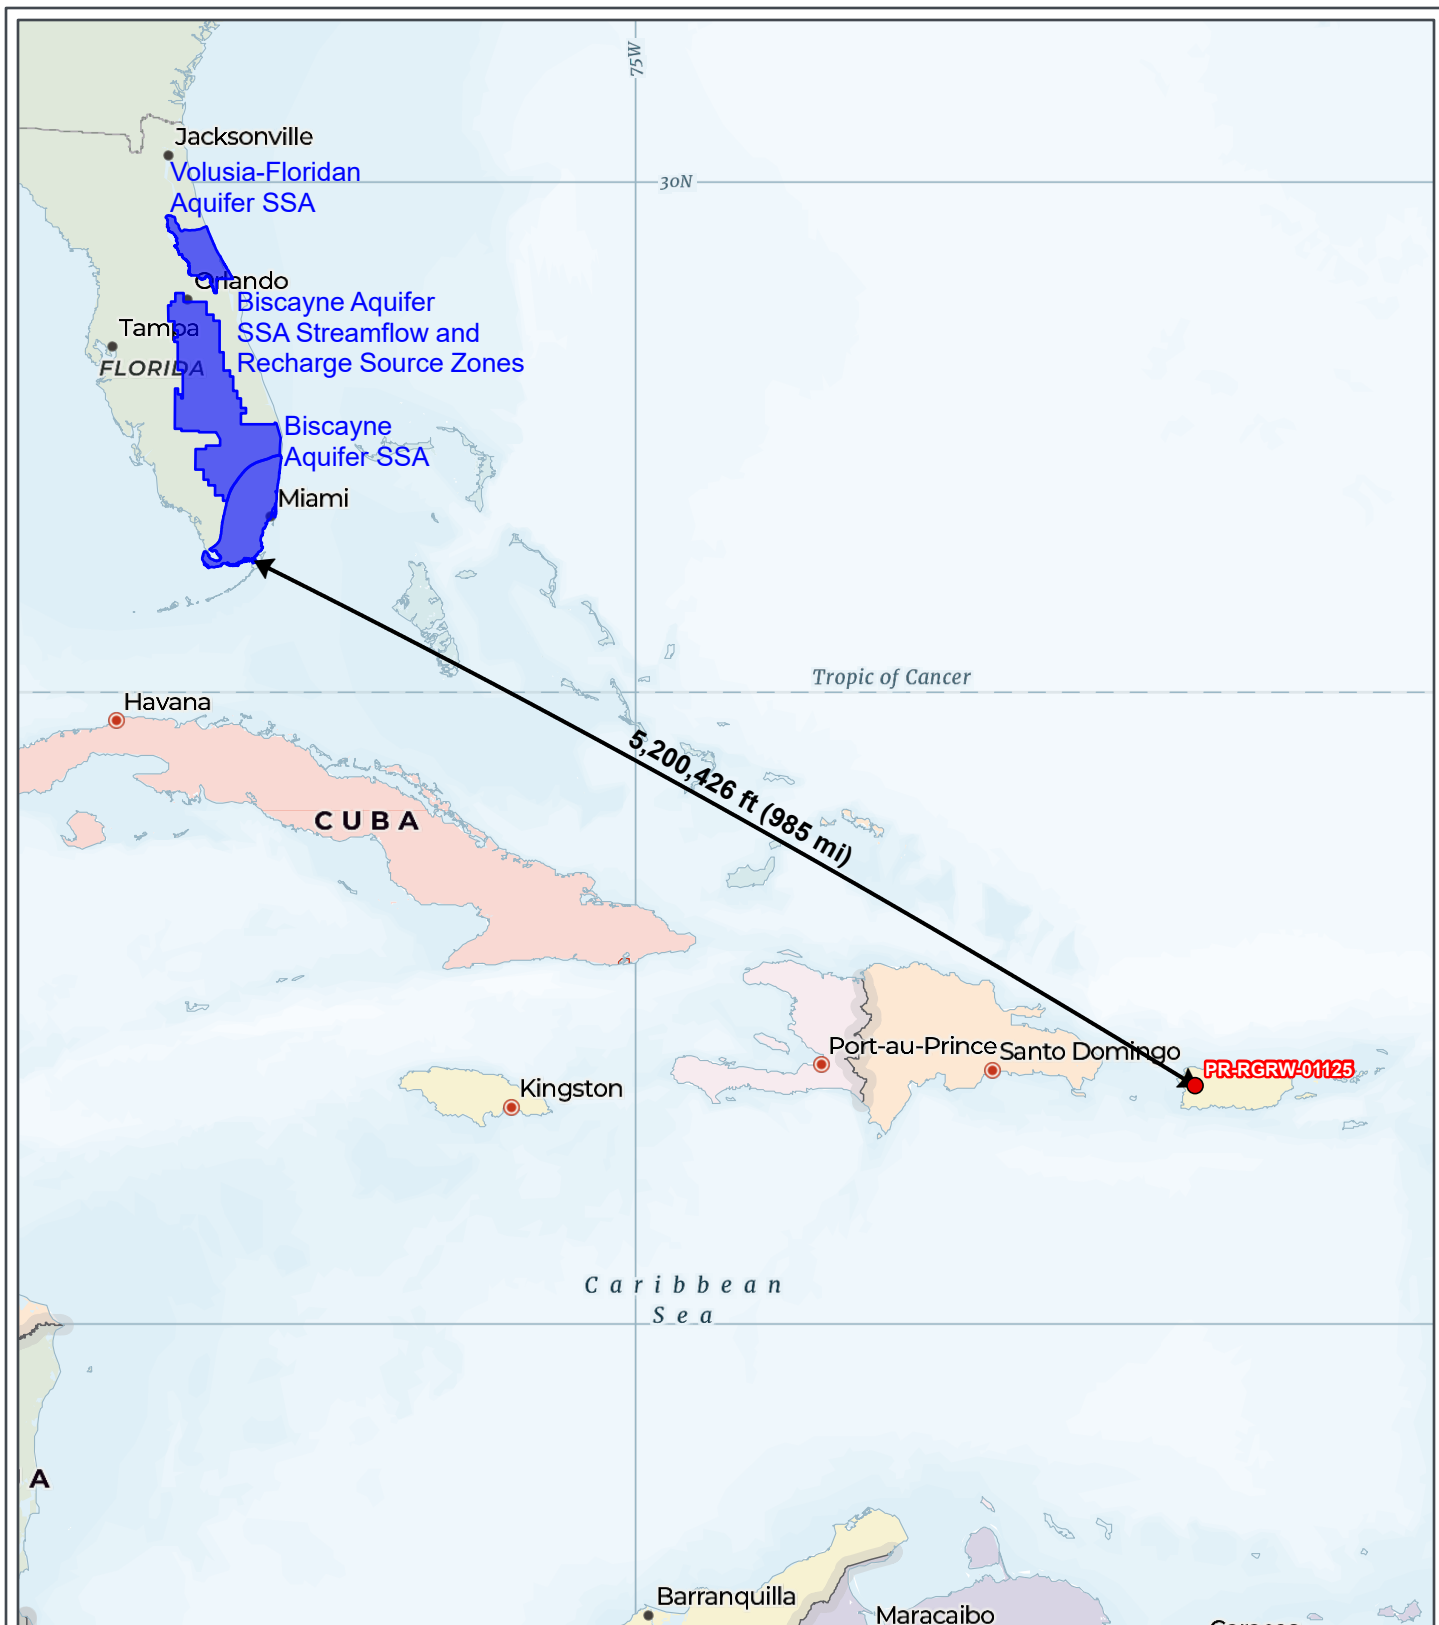 75W
Jacksonville
Volusia-Floridan
Aquifer SSA
30N
Orlando
Biscayne Aquifer
SSA Streamflow and
Recharge Source Zones
Tampa
FLORIDA
Biscayne
Aquifer SSA
Miami
Tropic of Cancer
Havana
5,200,426 ft (985 mi)
CUBA
Port-au-Prince
Santo Domingo
PR-RGRW-01125
Kingston
Caribbean
Sea
A
Barranquilla
Maracaibo